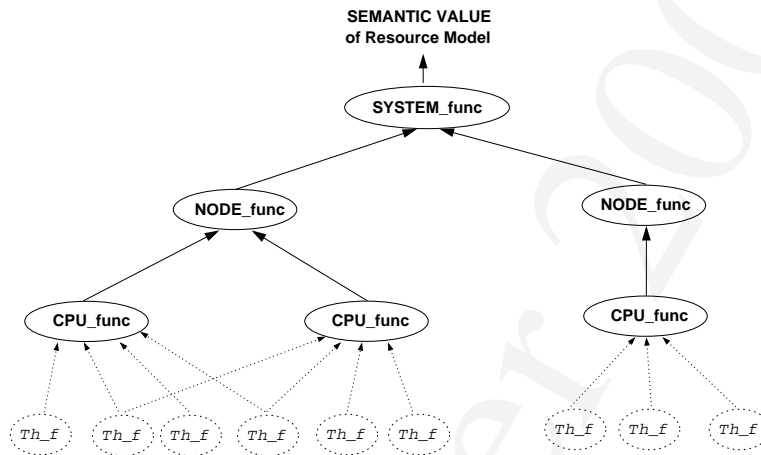 SEMANTIC VALUE
of Resource Model
SYSTEM_func
NODE_func
NODE_func
CPU_func
CPU_func
CPU_func
Th_f
Th_f
Th_f
Th_f
Th_f
Th_f
Th_f
Th_f
Th_f